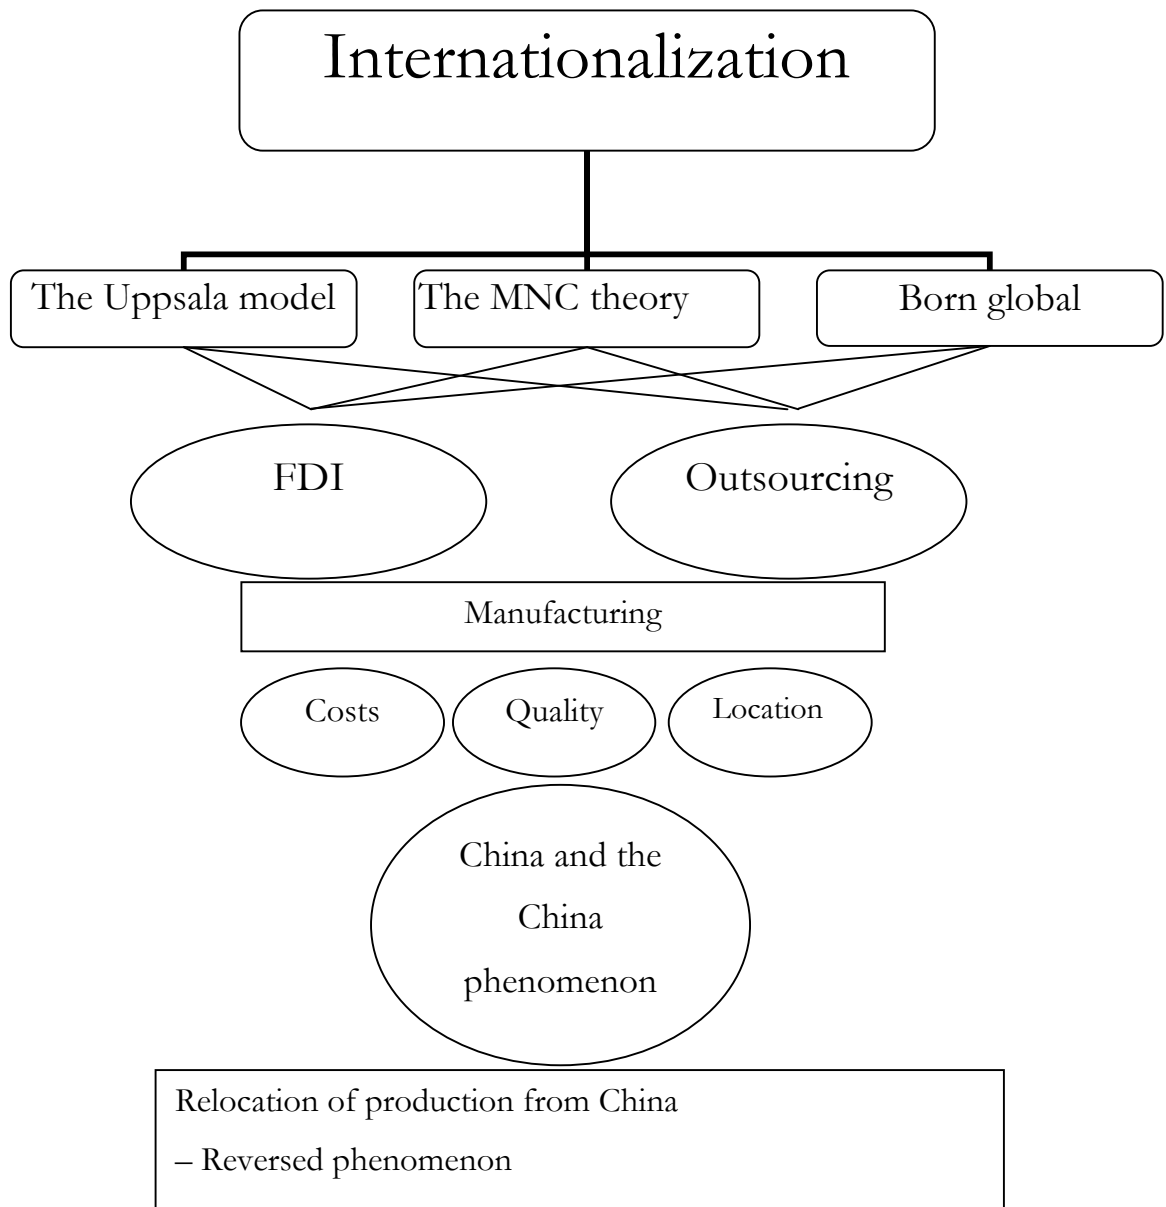 Internationalization
The Uppsala model
The MNC theory
Born global
FDI
Outsourcing
Manufacturing
Costs
Quality
Location
China and the
China
phenomenon
Relocation of production from China
– Reversed phenomenon